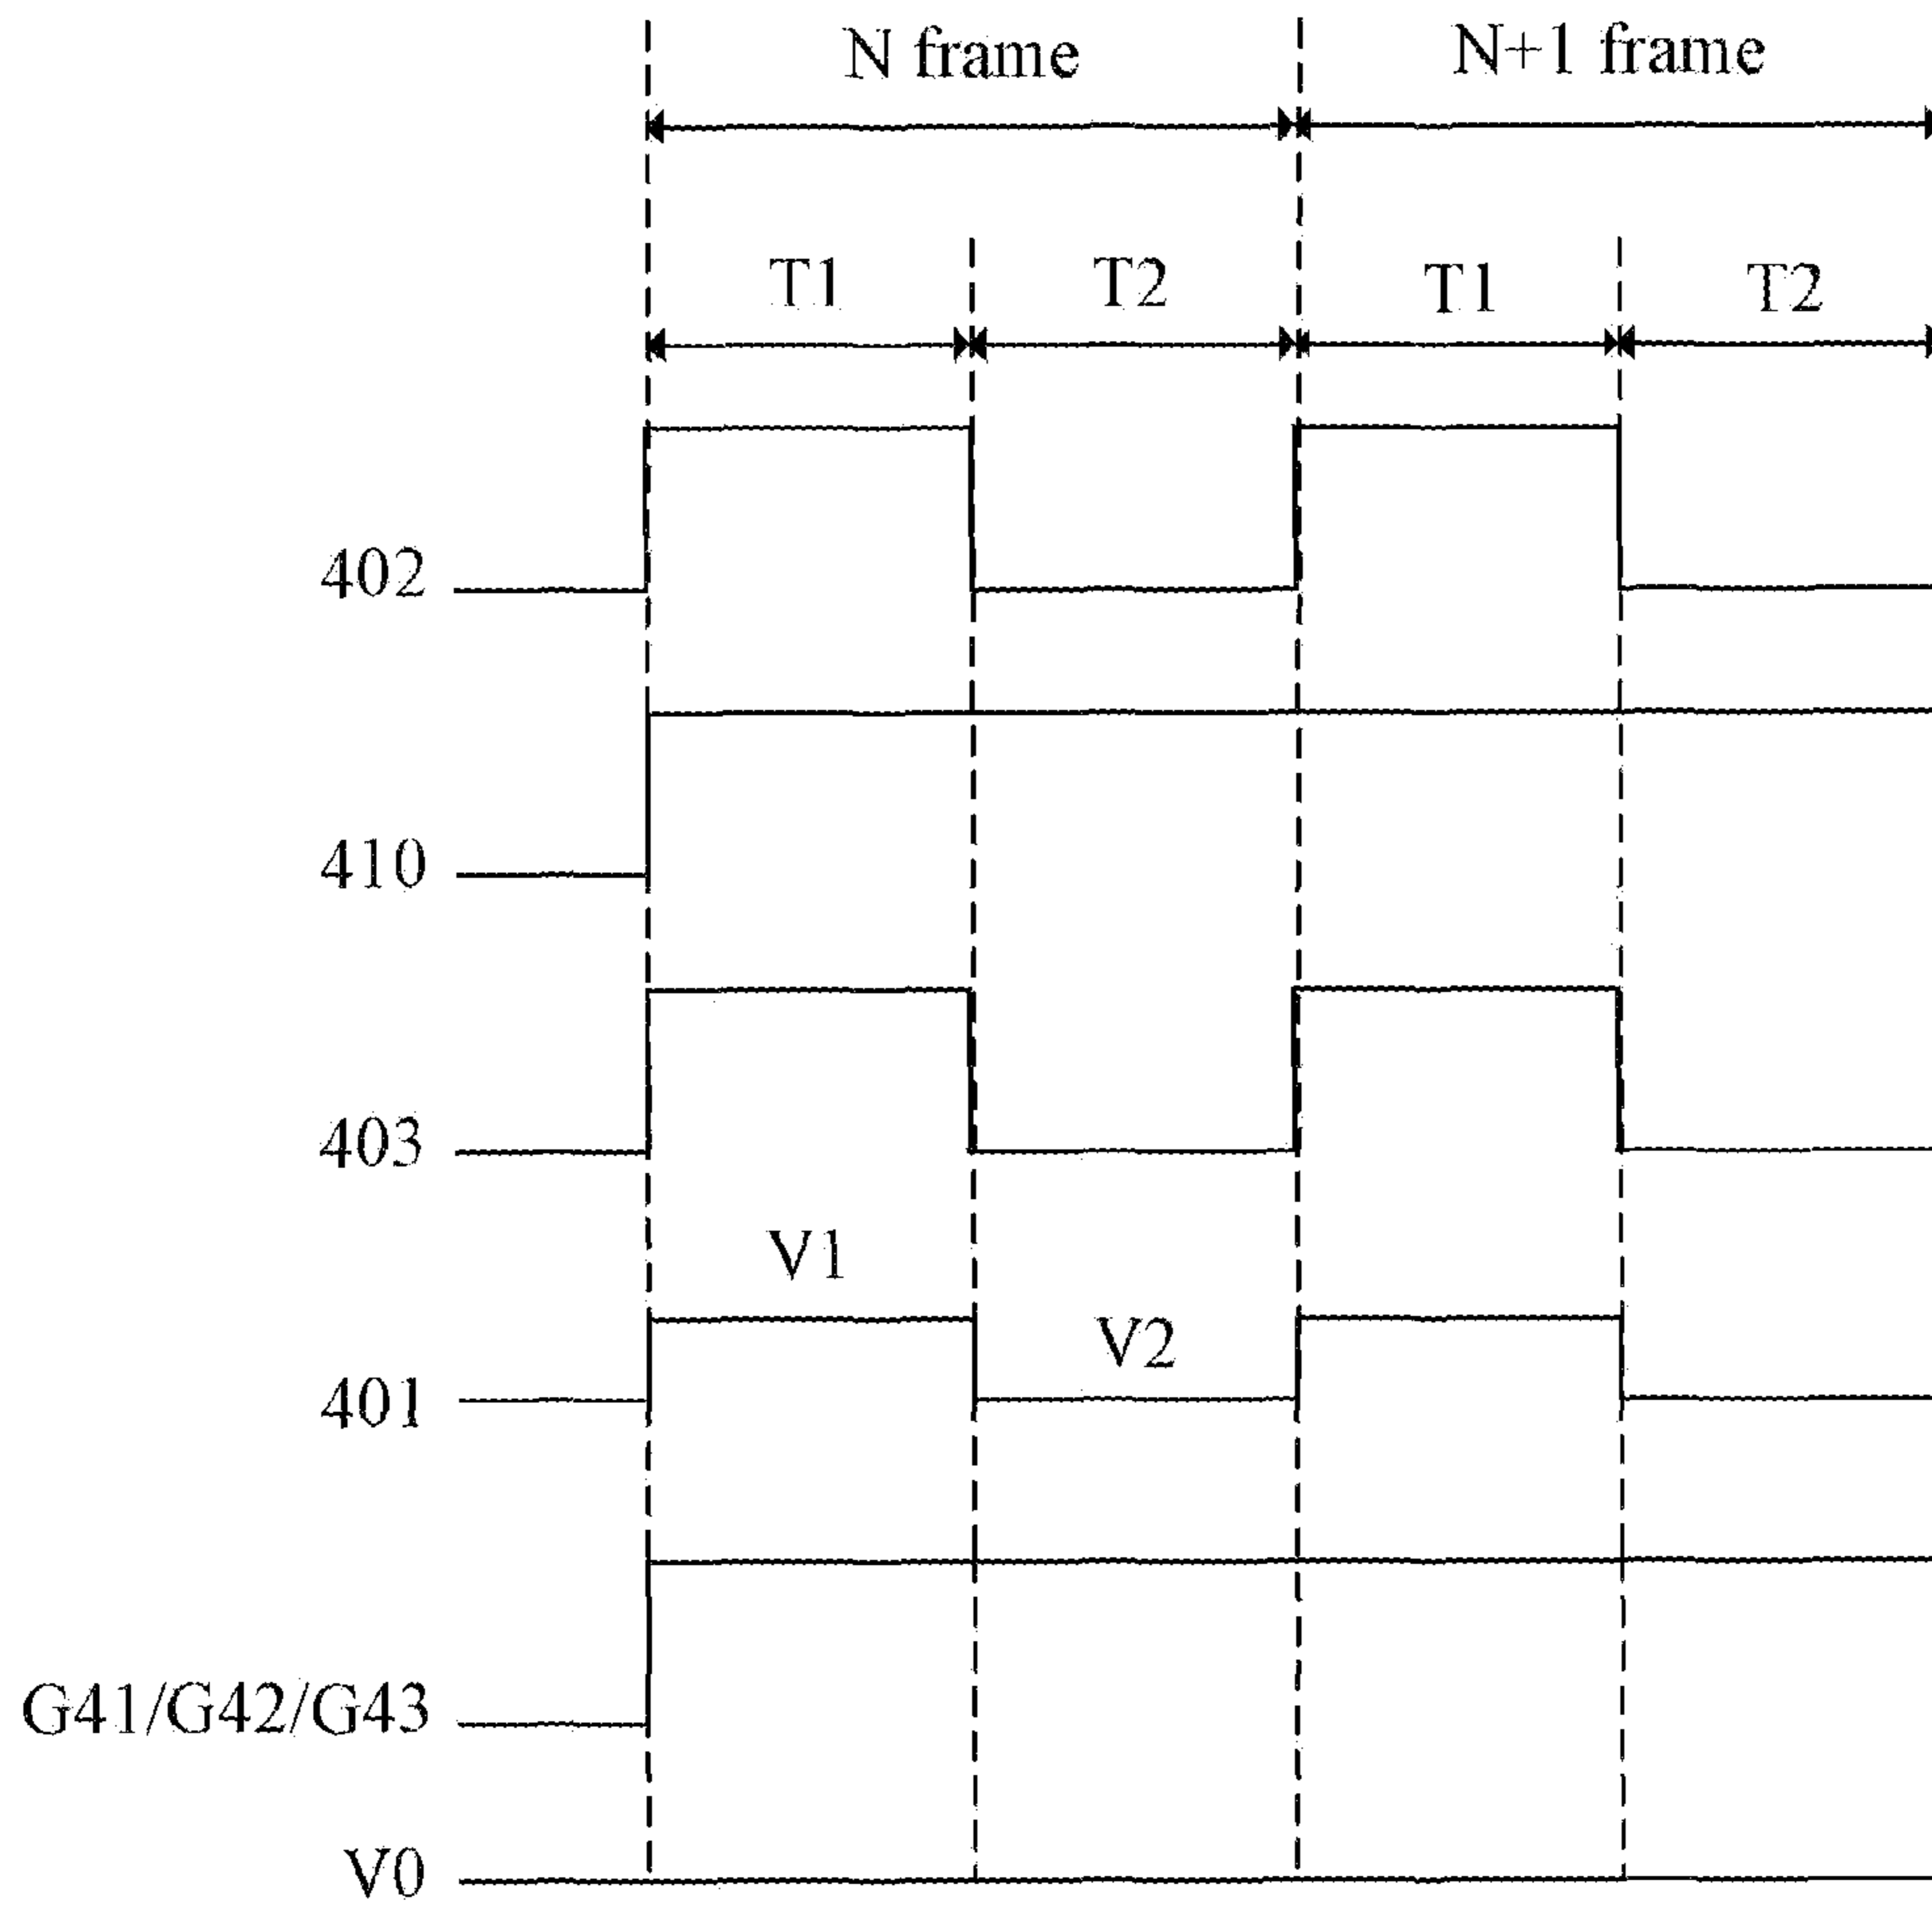 N frame N+1 frame
T1 T2 T1 T2
402
410
403
V1
V2
401
G41/G42/G43
V0